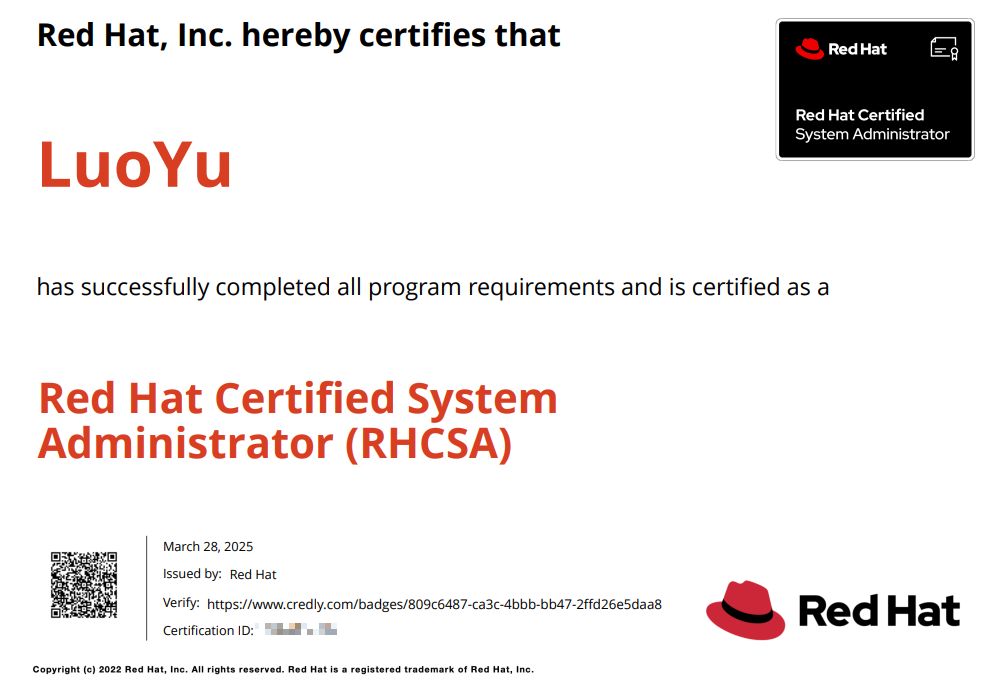 Red Hat, Inc. hereby certifies that
Red Hat
Red Hat Certified
System Administrator
LuoYu
has successfully completed all program requirements and is certified as a
Red Hat Certified System
Administrator (RHCSA)
March 28, 2025
Issued by: Red Hat
Verify: https://www.credly.com/badges/809c6487-ca3c-4bbb-bb47-2ffd26e5daa8
Certification ID:
Red Hat
Copyright (c) 2022 Red Hat, Inc. All rights reserved. Red Hat is a registered trademark of Red Hat, Inc.